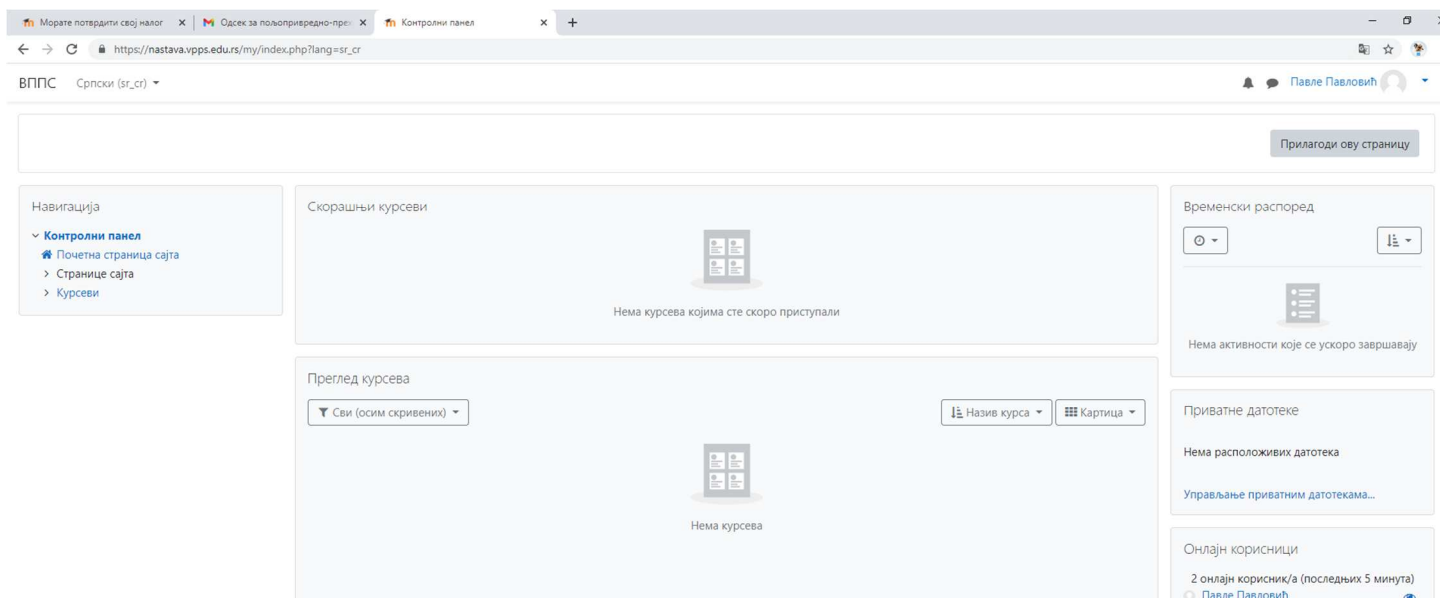 Морате потврдити свој налог
Одсек за пољопривредно-прех
Контролни панел
https://nastava.vpps.edu.rs/my/index.php?lang=sr_cr
ВППС Српски (sr_cr)
Павле Павловић
Прилагоди ову страницу
Навигација
Контролни панел
Почетна страница сајта
Странице сајта
Курсеви
Скорашњи курсеви
Нема курсева којима сте скоро приступали
Преглед курсева
Сви (осим скривених)
Назив курса
Картица
Нема курсева
Временски распоред
Нема активности које се ускоро завршавају
Приватне датотеке
Нема расположивих датотека
Управљање приватним датотекама...
Онлајн корисници
2 онлајн корисник/а (последњих 5 минута)
Павле Павловић